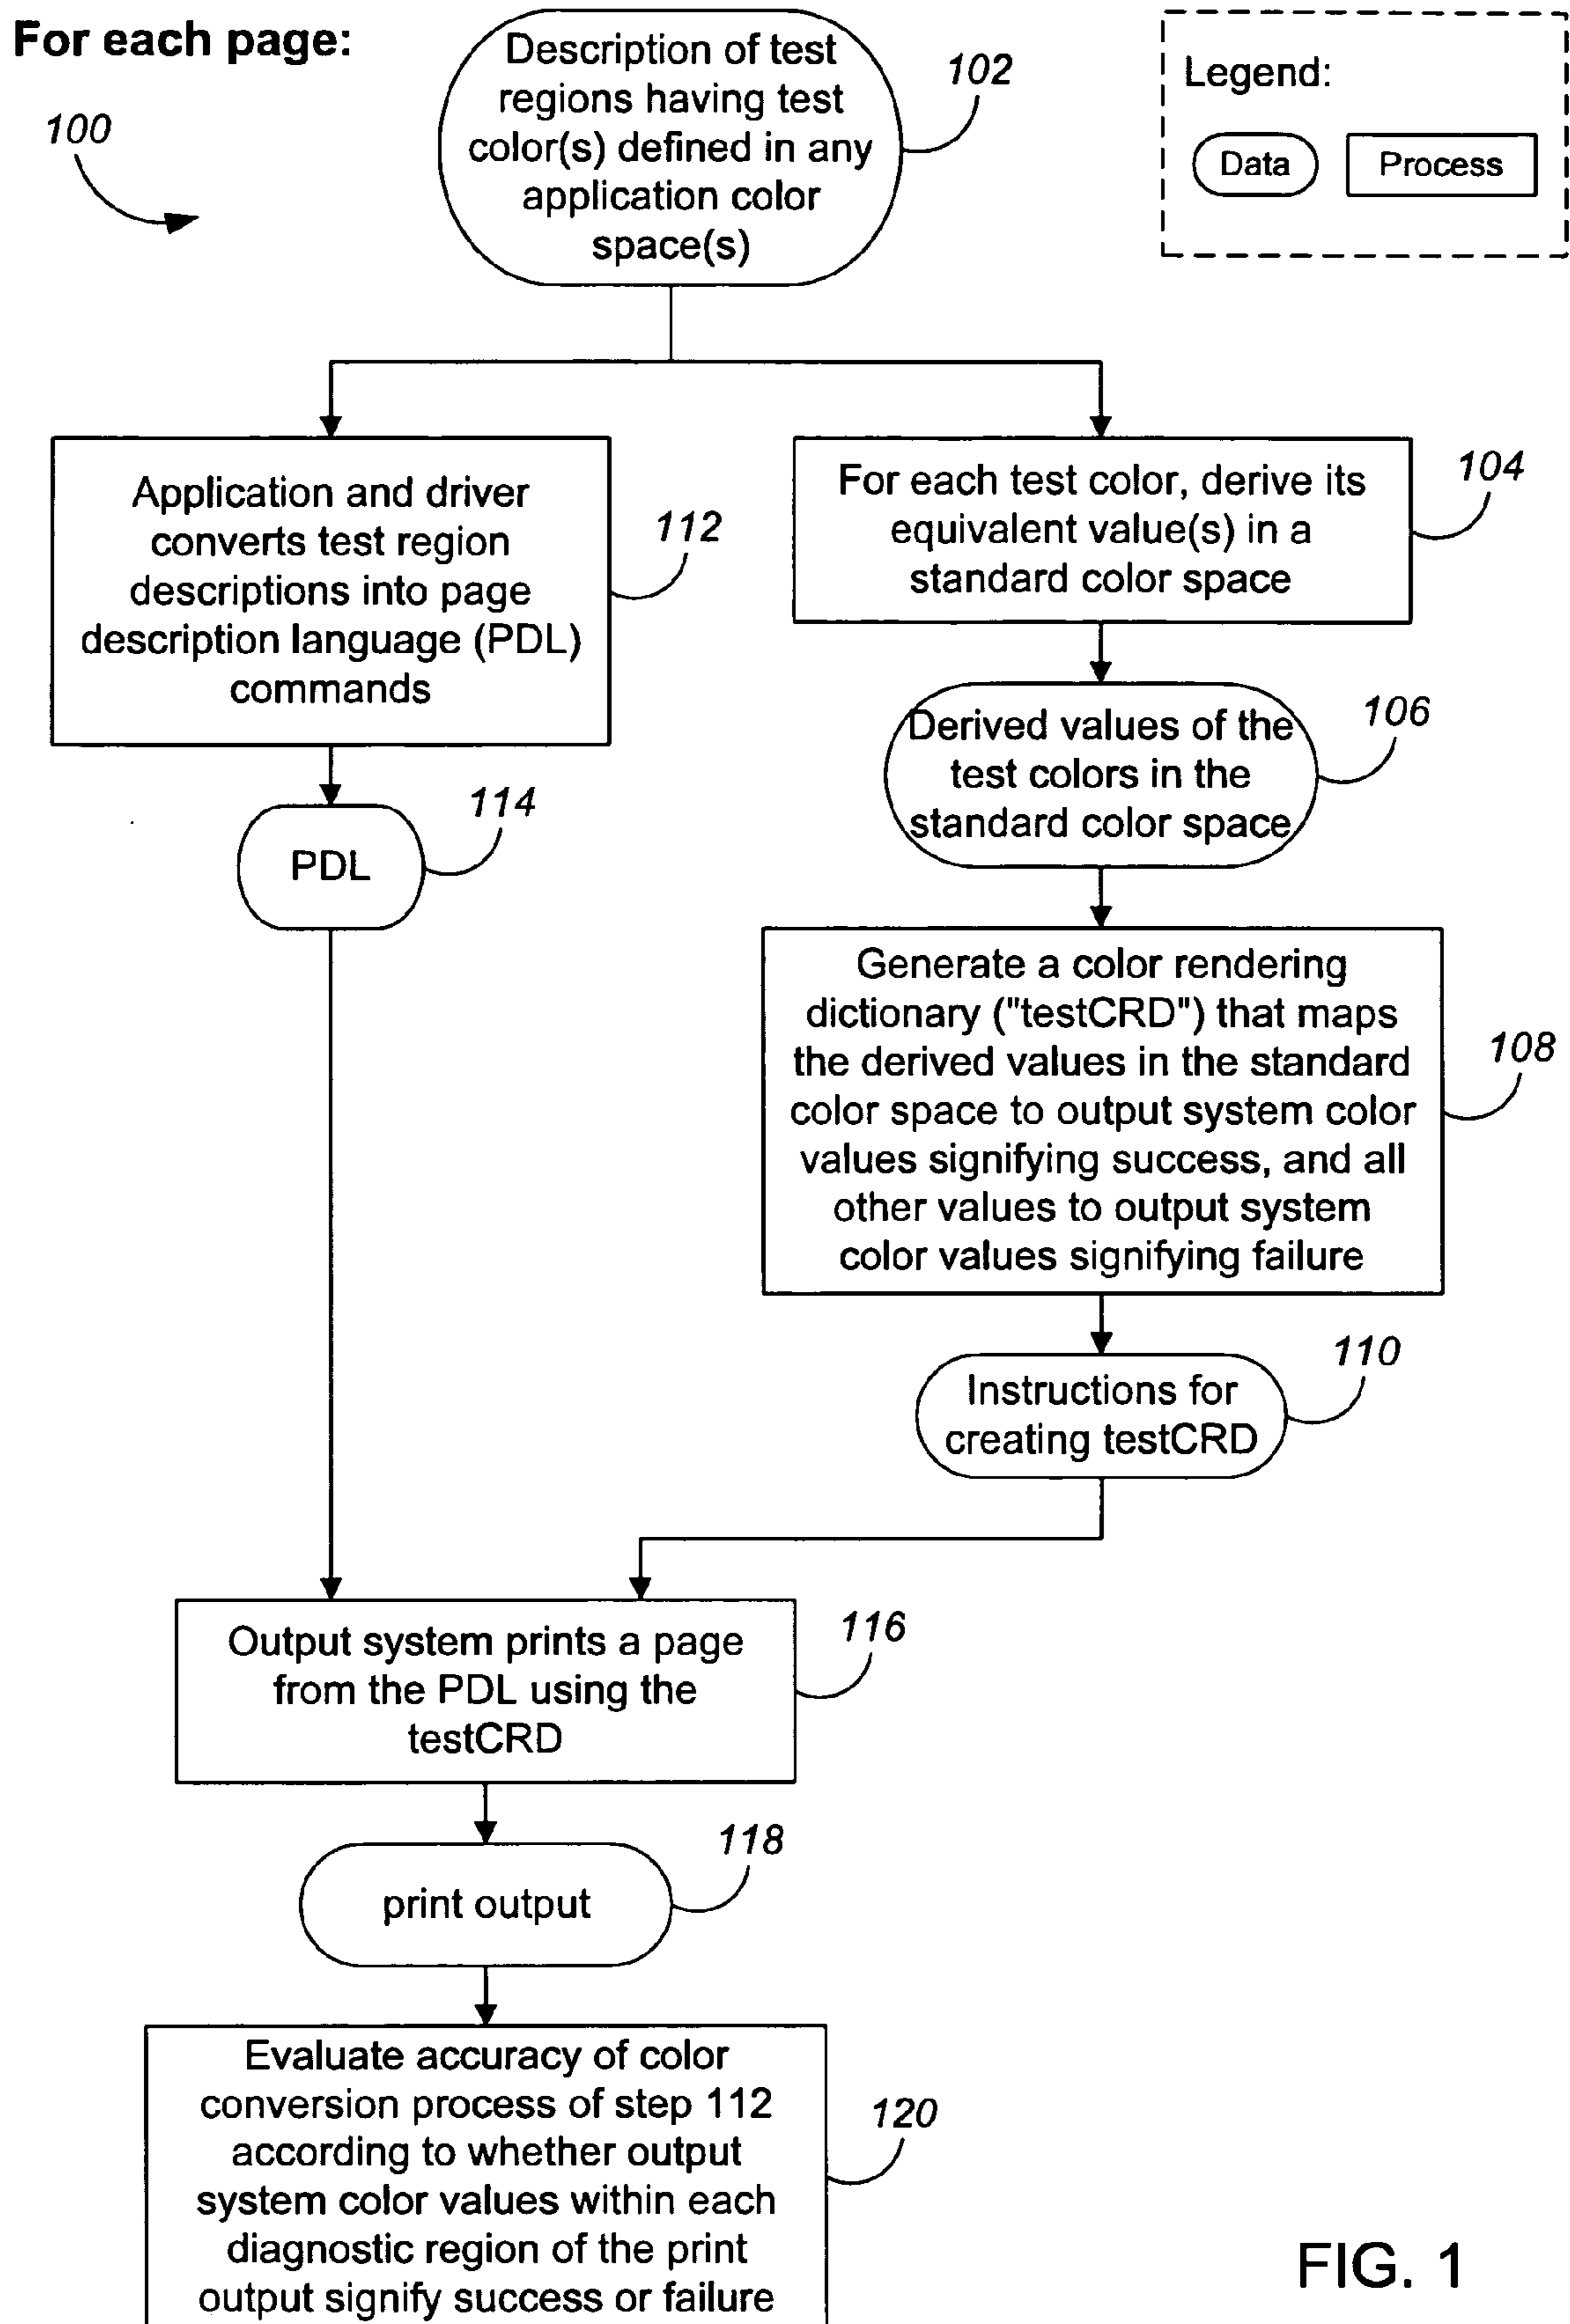 For each page:
100
Description of test
regions having test
color(s) defined in any
application color
space(s)
102
Legend:
Data
Process
Application and driver
converts test region
descriptions into page
description language (PDL)
commands
112
For each test color, derive its
equivalent value(s) in a
standard color space
104
Derived values of the
test colors in the
standard color space
106
PDL
114
Generate a color rendering
dictionary ("testCRD") that maps
the derived values in the standard
color space to output system color
values signifying success, and all
other values to output system
color values signifying failure
108
Instructions for
creating testCRD
110
Output system prints a page
from the PDL using the
testCRD
116
print output
118
Evaluate accuracy of color
conversion process of step 112
according to whether output
system color values within each
diagnostic region of the print
output signify success or failure
120
FIG. 1